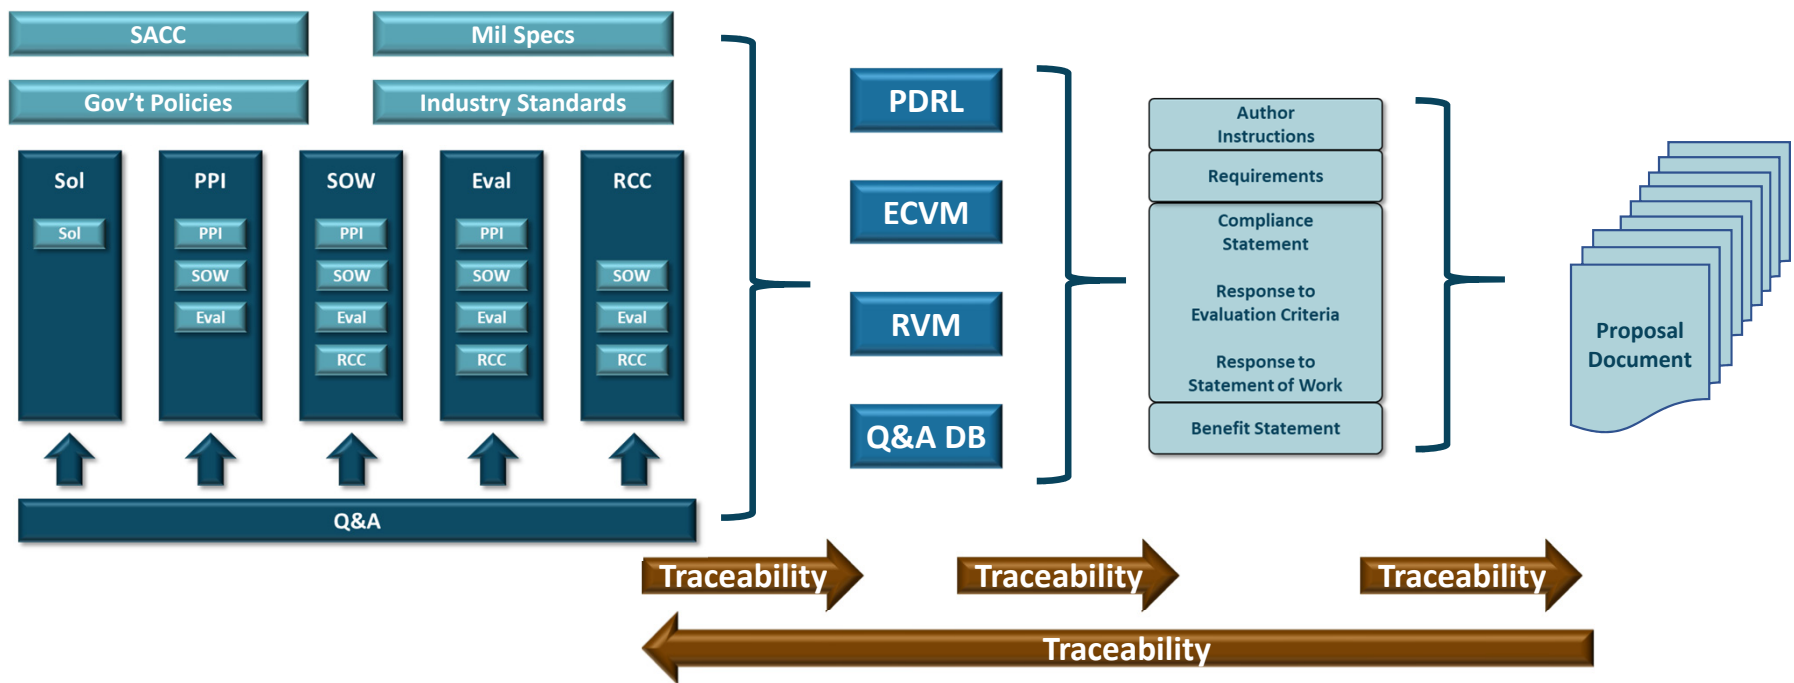 SACC
Mil Specs
Gov't Policies
Industry Standards
Sol
Sol
PPI
PPI
SOW
Eval
SOW
PPI
SOW
Eval
RCC
Eval
PPI
SOW
Eval
RCC
RCC
SOW
Eval
RCC
Q&A
PDRL
ECVM
RVM
Q&A DB
Author
Instructions
Requirements
Compliance
Statement
Response to
Evaluation Criteria
Response to
Statement of Work
Benefit Statement
Proposal
Document
Traceability
Traceability
Traceability
Traceability